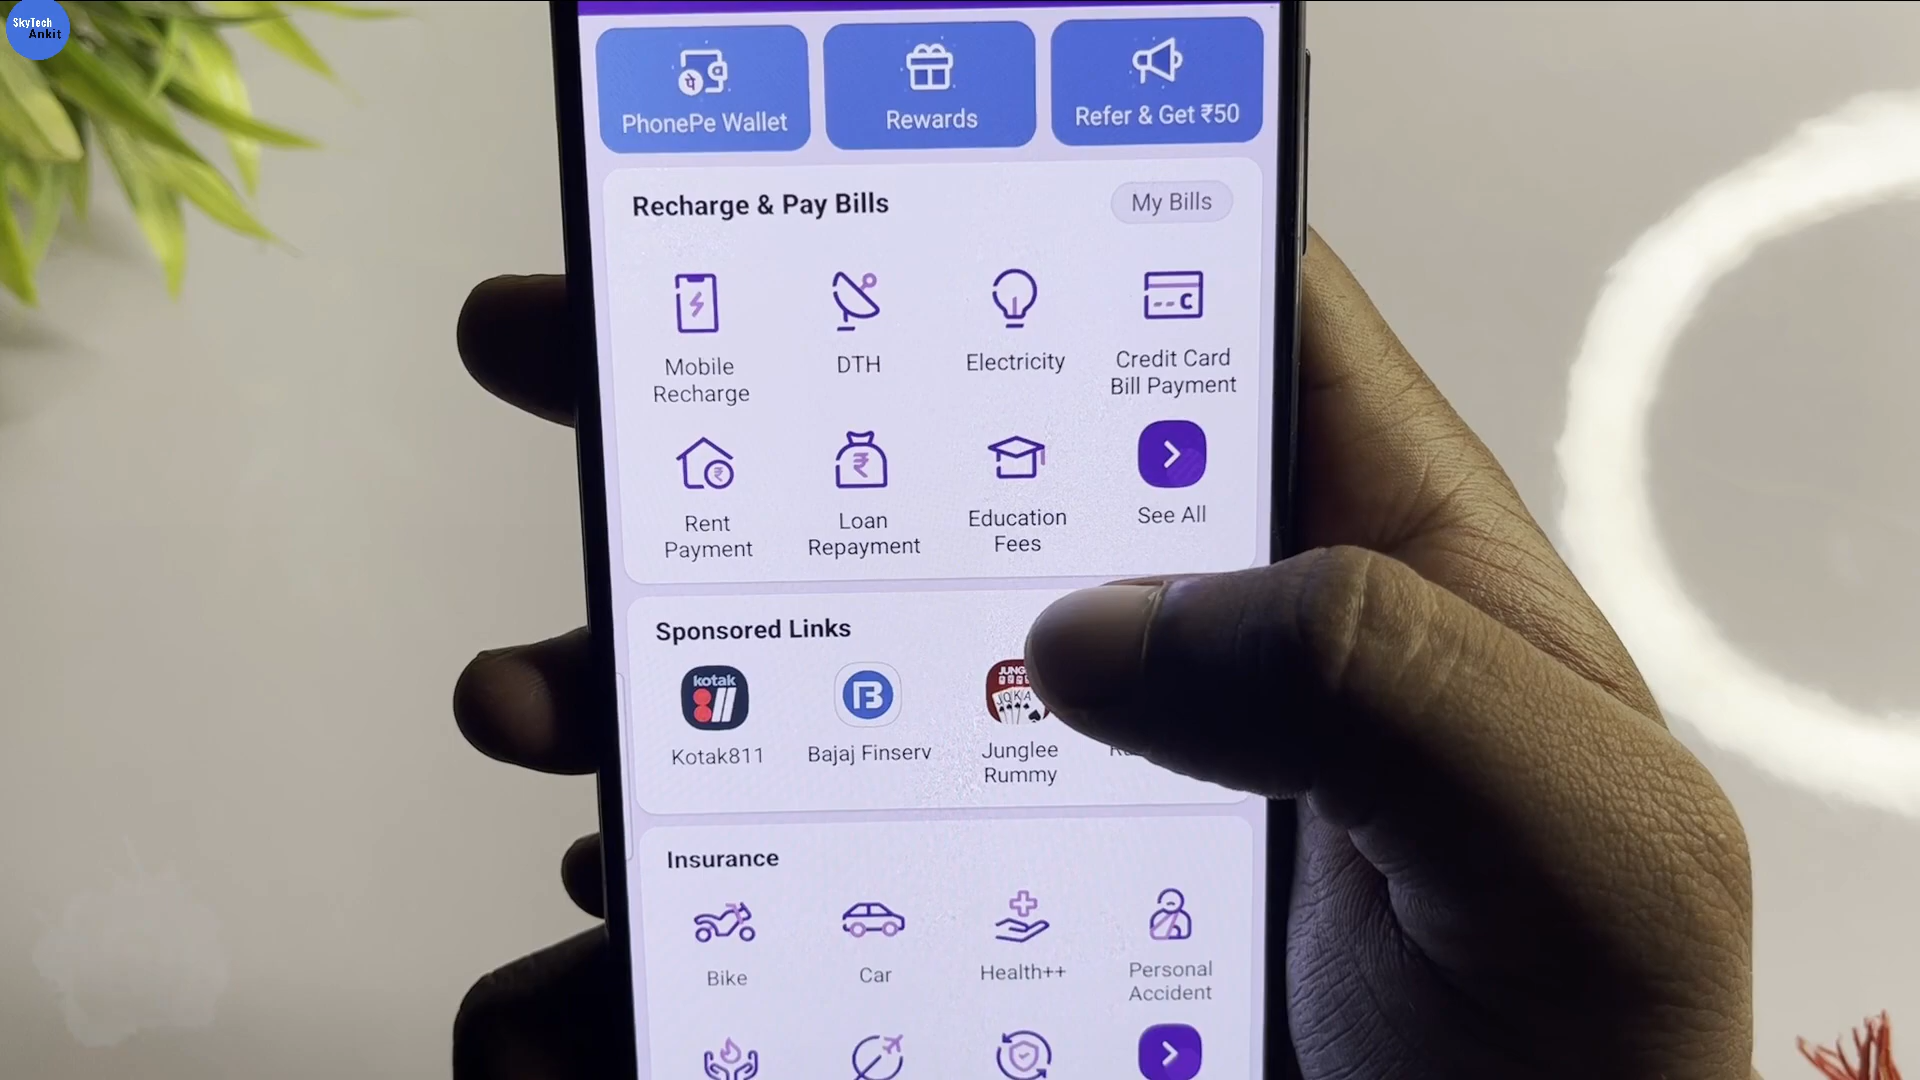 SkyTech
Ankit
पे
PhonePe Wallet
Rewards
Refer & Get ₹50
Recharge & Pay Bills
My Bills
Mobile
Recharge
DTH
Electricity
C
Credit Card
Bill Payment
₹
Rent
Payment
₹
Loan
Repayment
Education
Fees
See All
Sponsored Links
kotak
811
Kotak811
B
Bajaj Finserv
JUNG
J Q K A
Junglee
Rummy
Insurance
Bike
Car
Health++
Personal
Accident